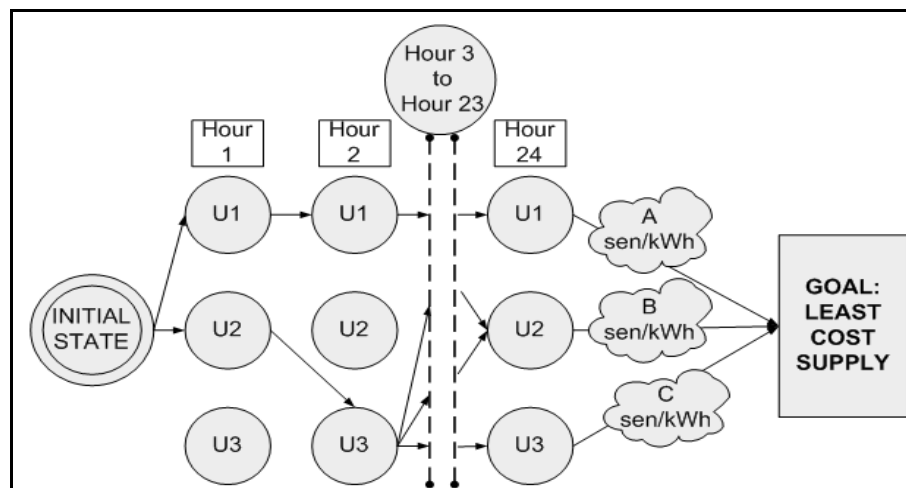 Hour 3
to
Hour 23
Hour
1
Hour
2
Hour
24
U1
U1
U1
A
sen/kWh
INITIAL
STATE
U2
U2
U2
B
sen/kWh
GOAL:
LEAST
COST
SUPPLY
U3
U3
U3
C
sen/kWh